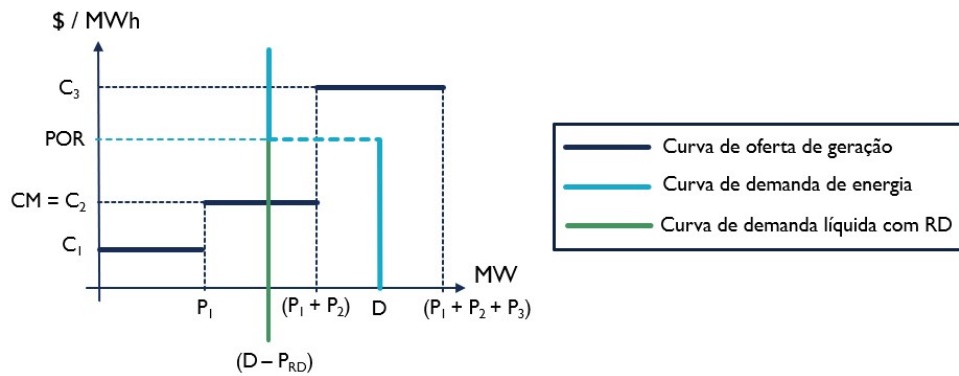 $ / MWh
C3
POR
CM = C2
C1
MW
P1
(P1 + P2)
D
(P1 + P2 + P3)
(D – PRD)
Curva de oferta de geração
Curva de demanda de energia
Curva de demanda líquida com RD